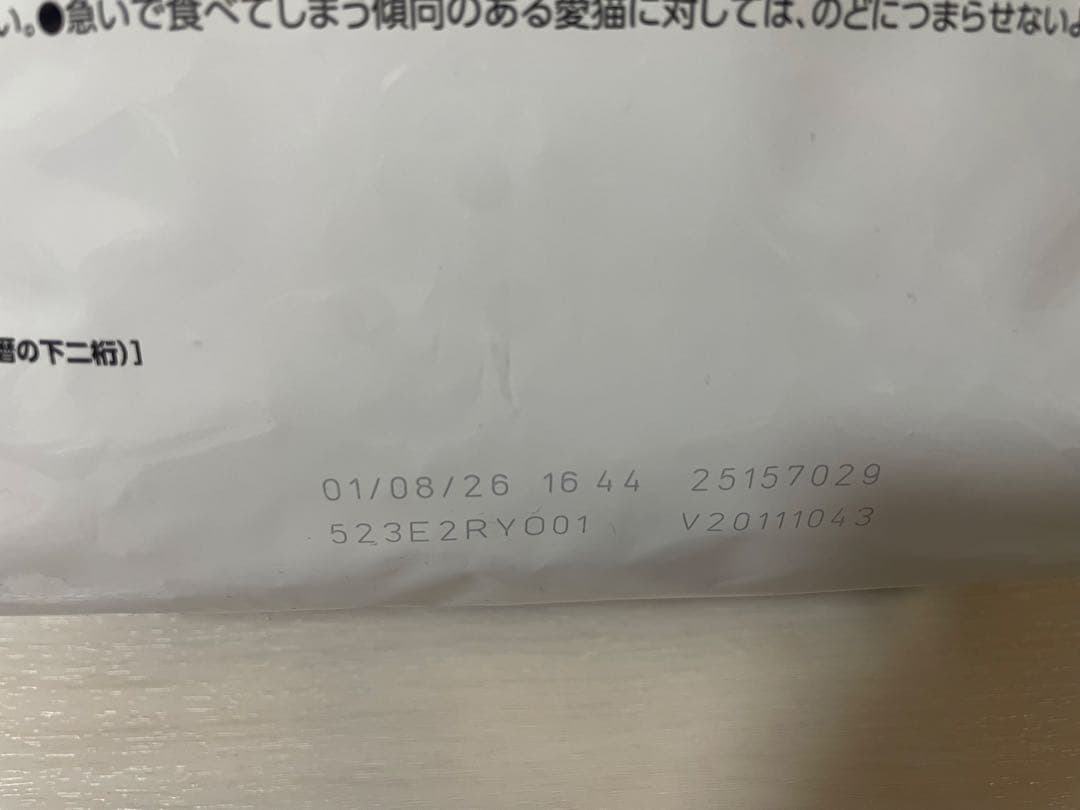 い。●急いで食べてしまう傾向のある愛猫に対しては、のどにつまらせないよ
暦の下二桁)]
01/08/26 16 44 25157029
523E2RY001 V20111043